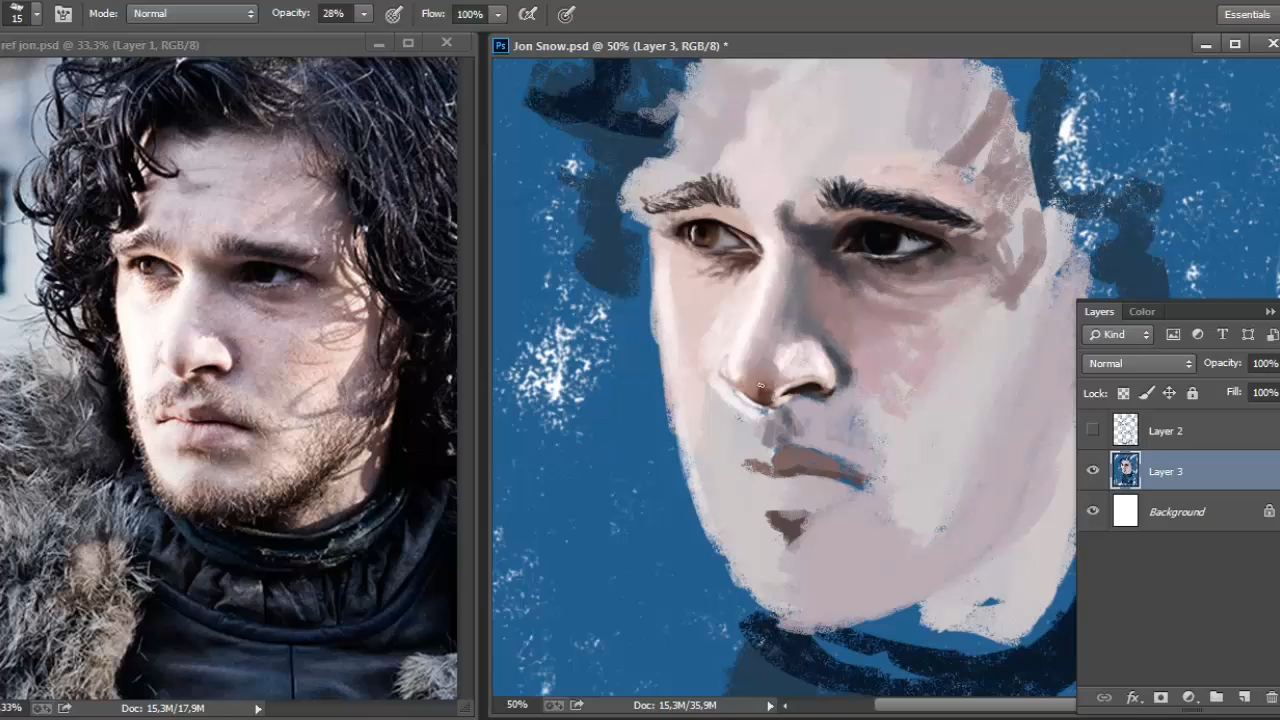 15 Mode: Normal Opacity: 28% Flow: 100% Essentials
ref jon.psd @ 33,3% (Layer 1, RGB/8)
Ps Jon Snow.psd @ 50% (Layer 3, RGB/8) *
Layers Color
Kind
Normal Opacity: 100%
Lock: Fill: 100%
Layer 2
Layer 3
Background
fx
33% Doc: 15,3M/17,9M
50% Doc: 15,3M/35,9M